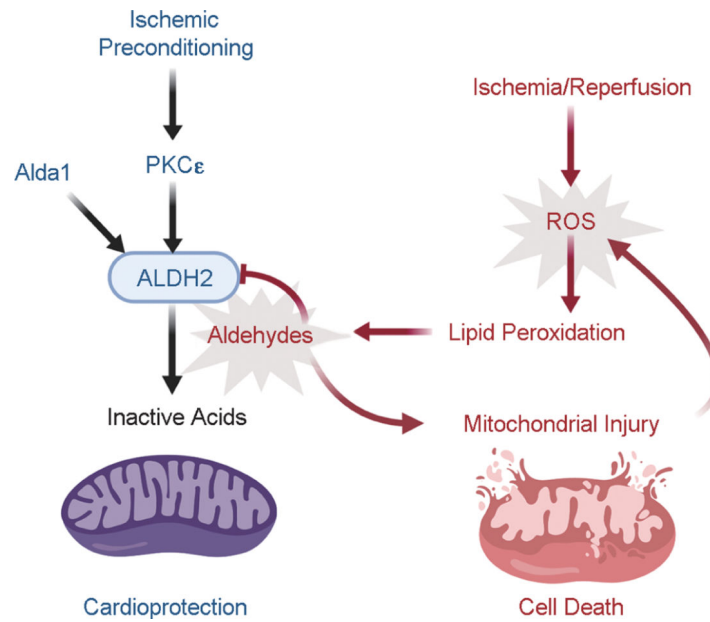 Ischemic
Preconditioning
Ischemia/Reperfusion
Alda1
PKCε
ROS
ALDH2
Aldehydes
Lipid Peroxidation
Inactive Acids
Mitochondrial Injury
Cardioprotection
Cell Death